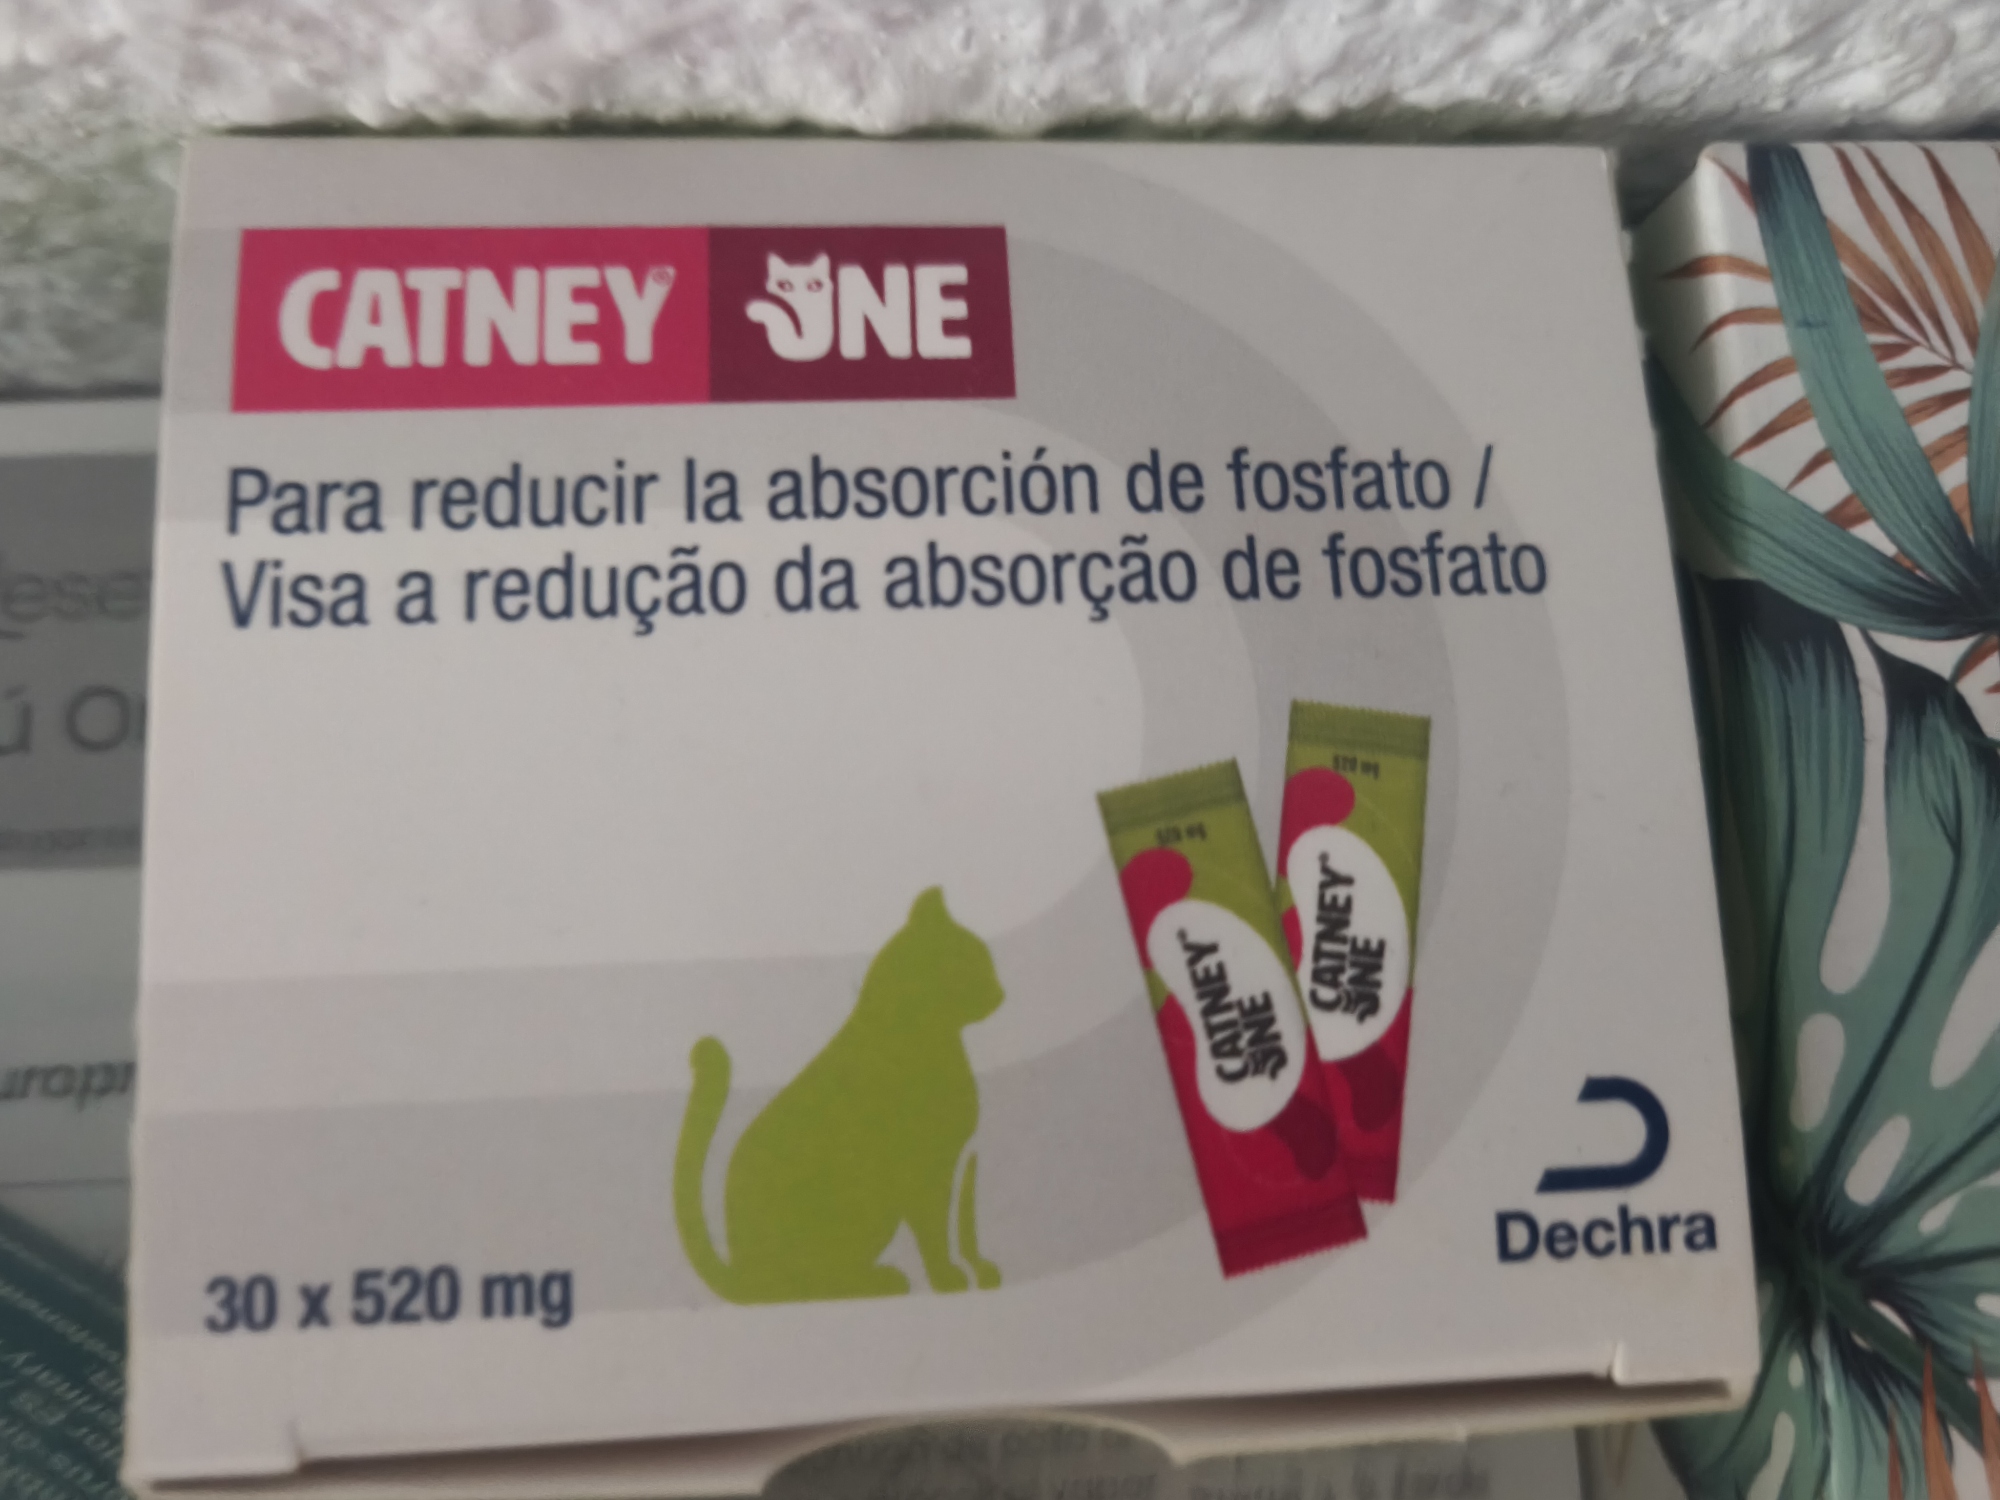 CATNEY® ONE
Para reducir la absorción de fosfato /
Visa a redução da absorção de fosfato
520 mg
520 mg
CATNEY®
ONE
CATNEY®
ONE
Dechra
30 x 520 mg